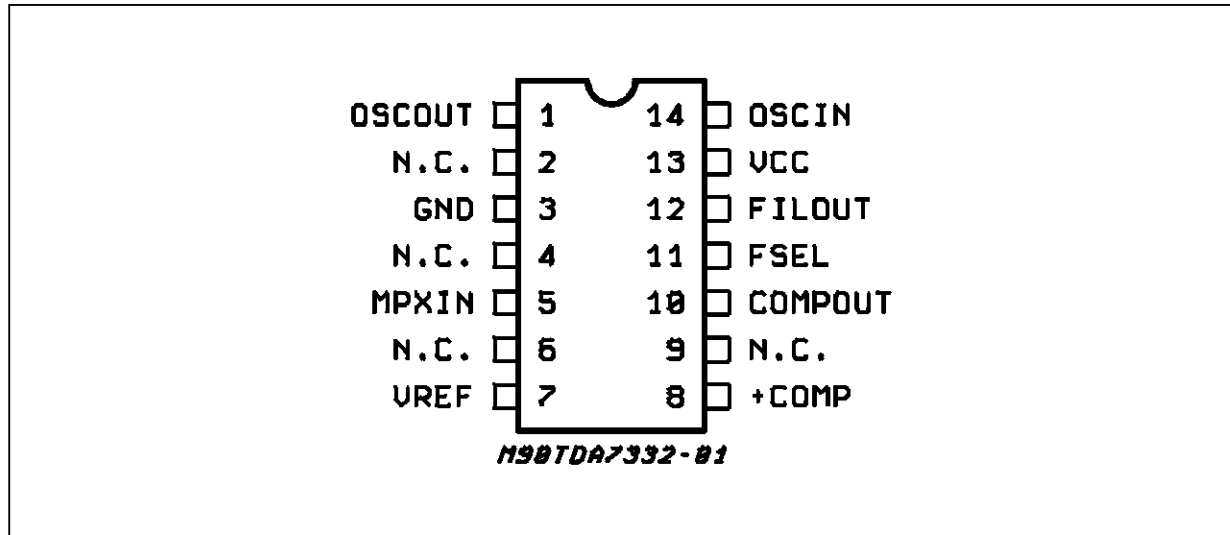 OSCOUT 1 14 OSCIN
N.C. 2 13 VCC
GND 3 12 FILOUT
N.C. 4 11 FSEL
MPXIN 5 10 COMPOUT
N.C. 6 9 N.C.
VREF 7 8 +COMP
M90TDA7332-01